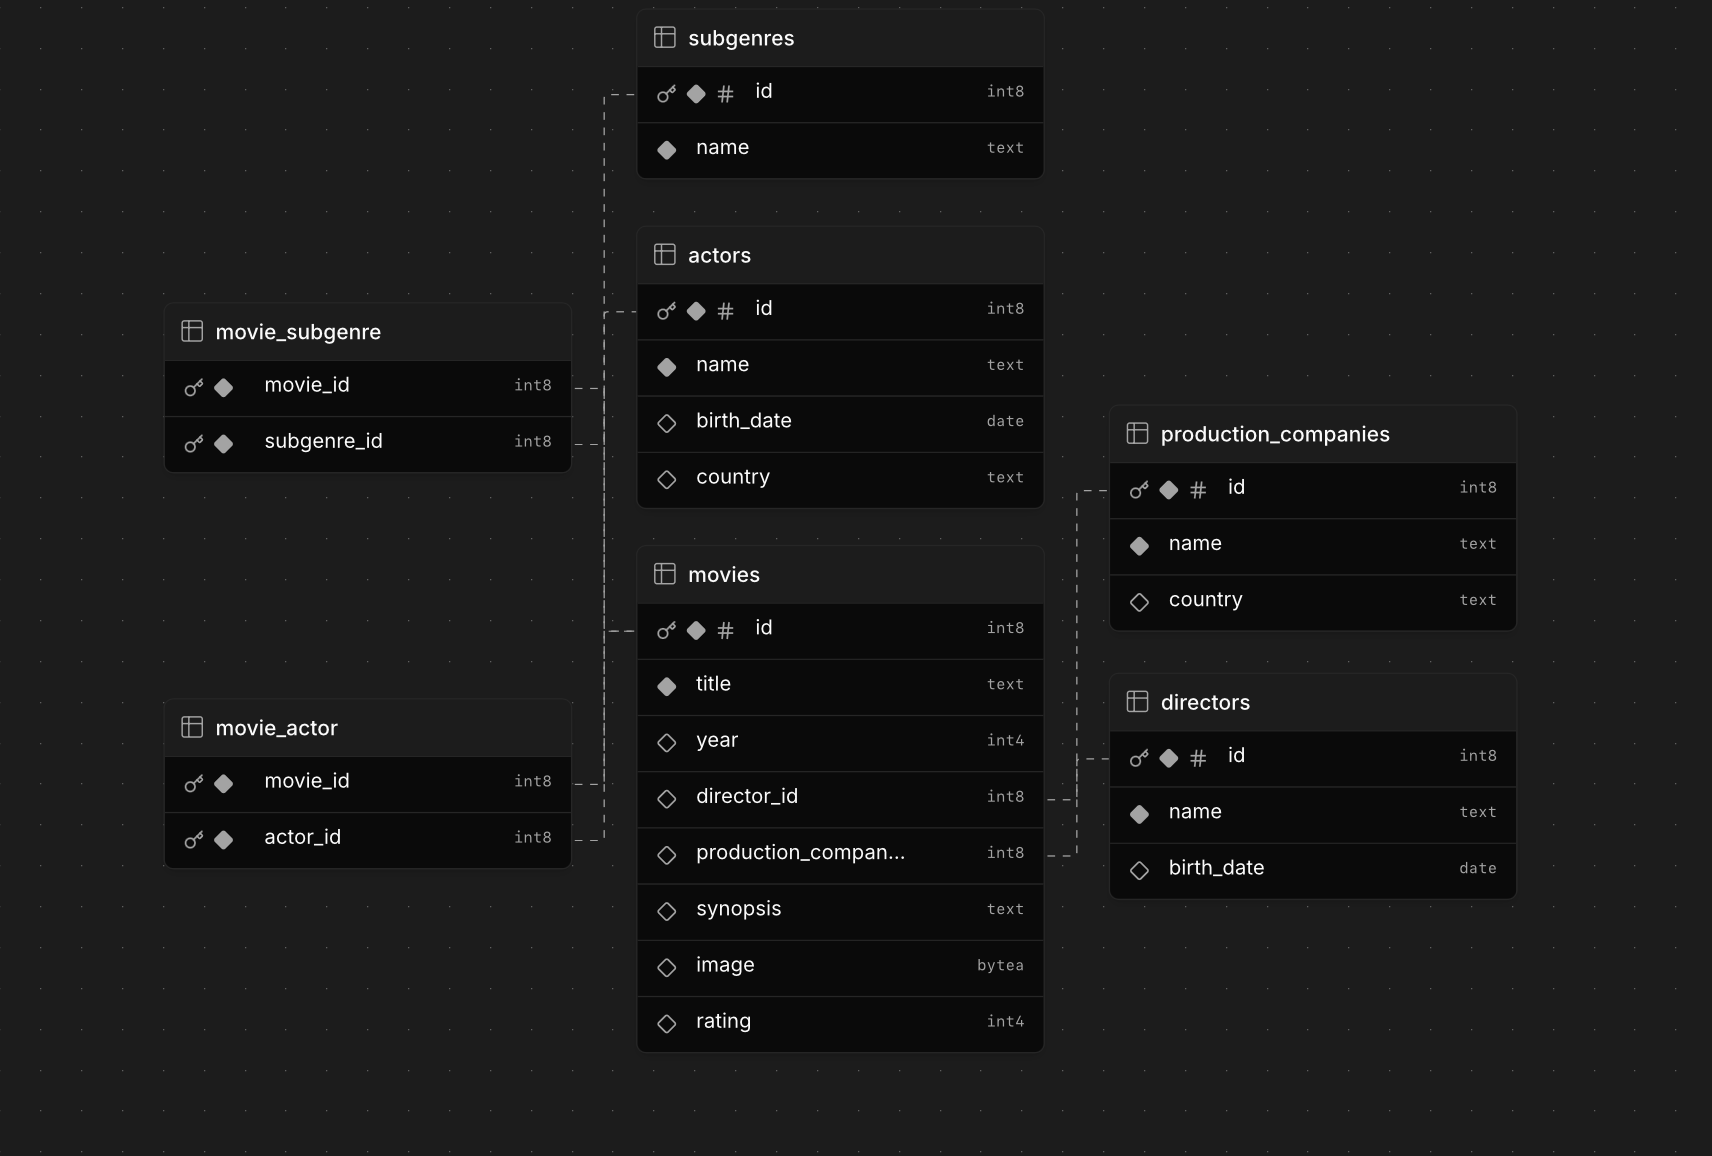 subgenres
id int8
name text
actors
id int8
name text
birth_date date
country text
movie_subgenre
movie_id int8
subgenre_id int8
production_companies
id int8
name text
country text
movies
id int8
title text
year int4
director_id int8
production_compan... int8
synopsis text
image bytea
rating int4
movie_actor
movie_id int8
actor_id int8
directors
id int8
name text
birth_date date